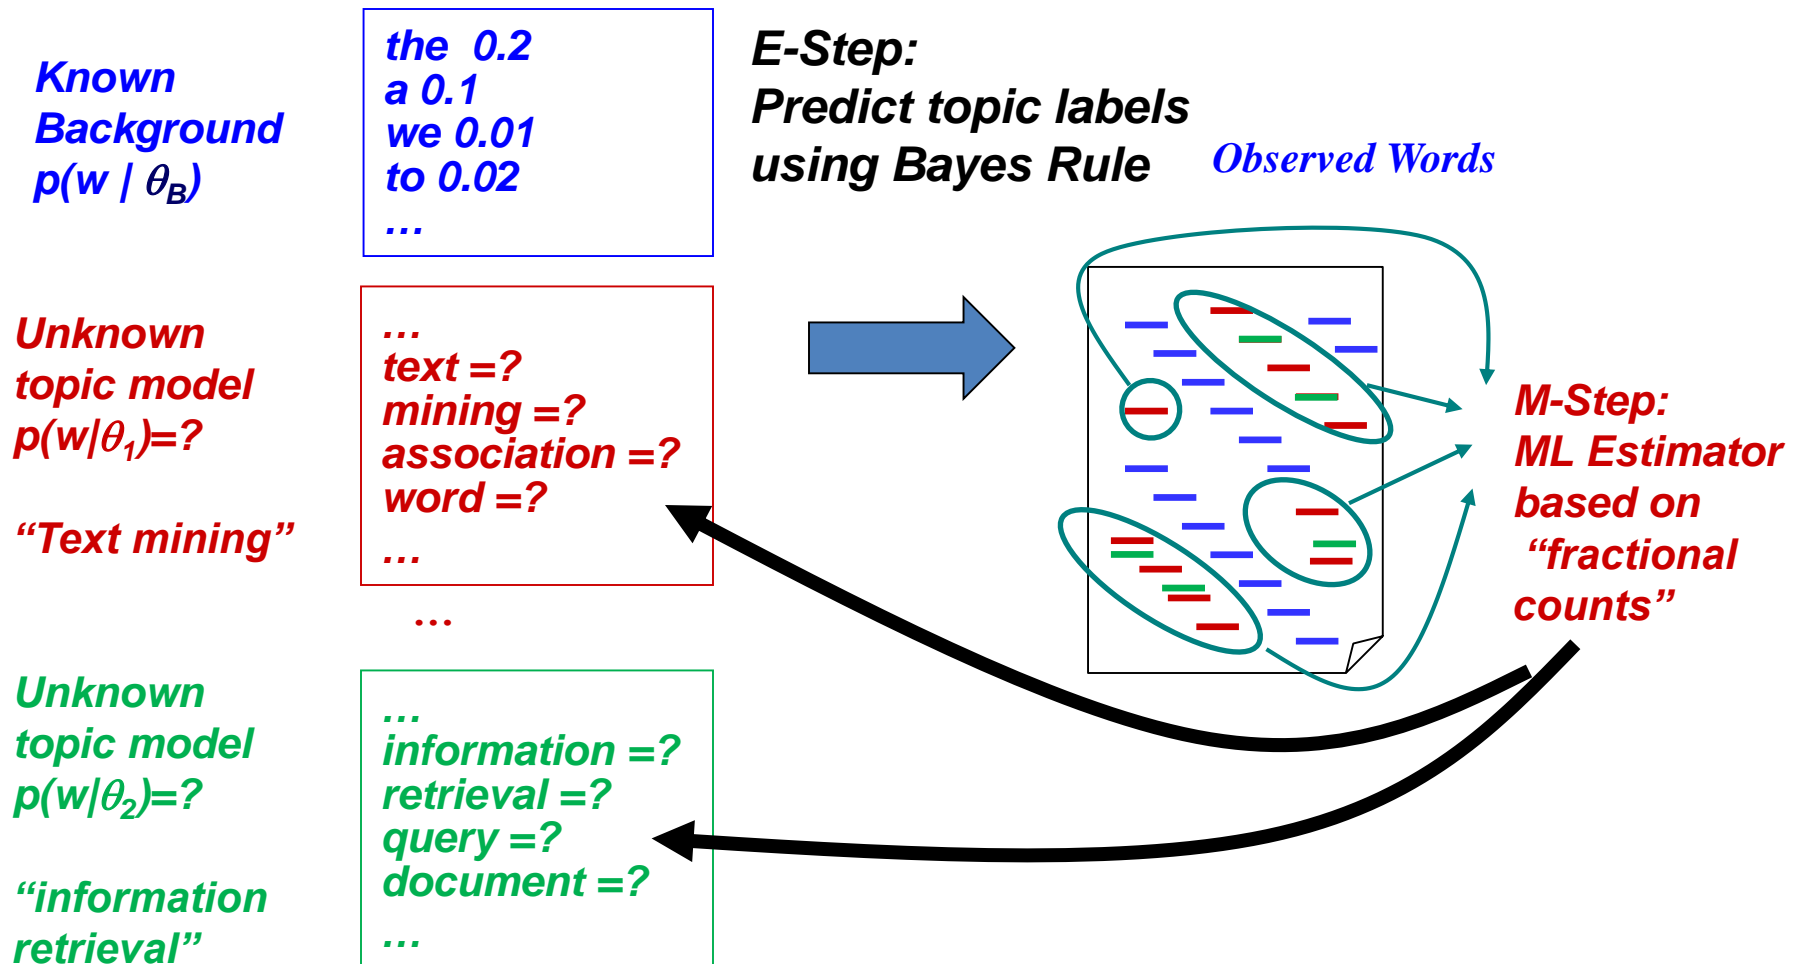 Known
Background
p(w | θB)
the 0.2
a 0.1
we 0.01
to 0.02
…
E-Step:
Predict topic labels
using Bayes Rule
Observed Words
Unknown
topic model
p(w|θ1)=?
“Text mining”
…
text =?
mining =?
association =?
word =?
…
…
M-Step:
ML Estimator
based on
“fractional
counts”
Unknown
topic model
p(w|θ2)=?
“information
retrieval”
…
information =?
retrieval =?
query =?
document =?
…